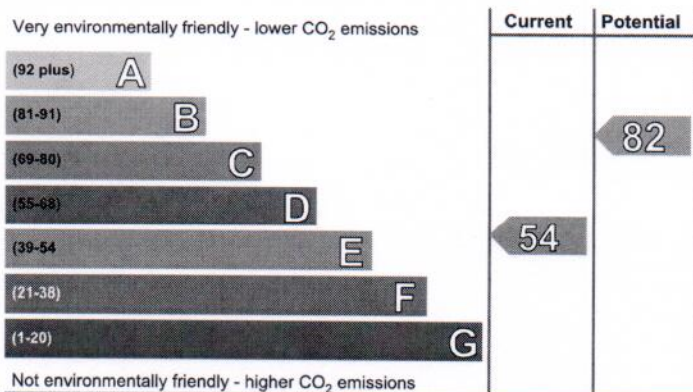 Very environmentally friendly - lower CO₂ emissions
Current Potential
(92 plus) A
(81-91) B
82
(69-80) C
(55-68) D
54
(39-54 E
(21-38) F
(1-20) G
Not environmentally friendly - higher CO₂ emissions